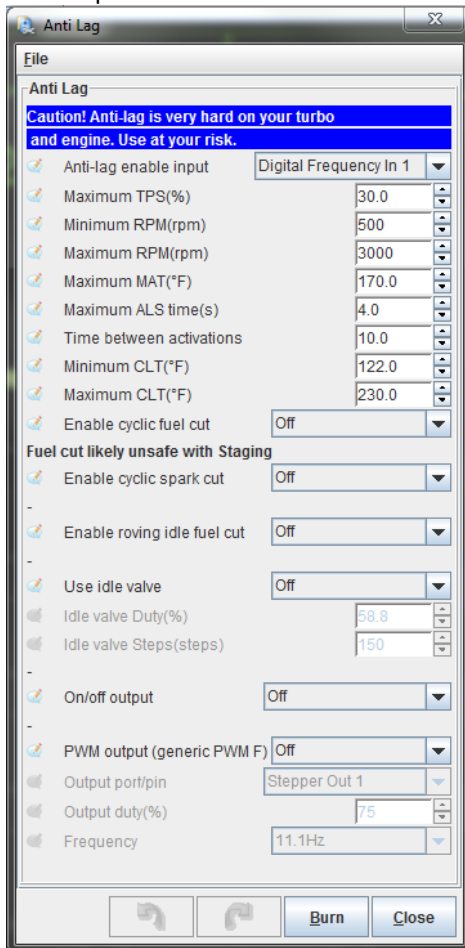 Anti Lag
File
Anti Lag
Caution! Anti-lag is very hard on your turbo
and engine. Use at your risk.
Anti-lag enable input Digital Frequency In 1
Maximum TPS(%) 30.0
Minimum RPM(rpm) 500
Maximum RPM(rpm) 3000
Maximum MAT(°F) 170.0
Maximum ALS time(s) 4.0
Time between activations 10.0
Minimum CLT(°F) 122.0
Maximum CLT(°F) 230.0
Enable cyclic fuel cut Off
Fuel cut likely unsafe with Staging
Enable cyclic spark cut Off
-
Enable roving idle fuel cut Off
-
Use idle valve Off
Idle valve Duty(%) 58.8
Idle valve Steps(steps) 150
-
On/off output Off
-
PWM output (generic PWM F) Off
Output port/pin Stepper Out 1
Output duty(%) 75
Frequency 11.1Hz
Burn Close